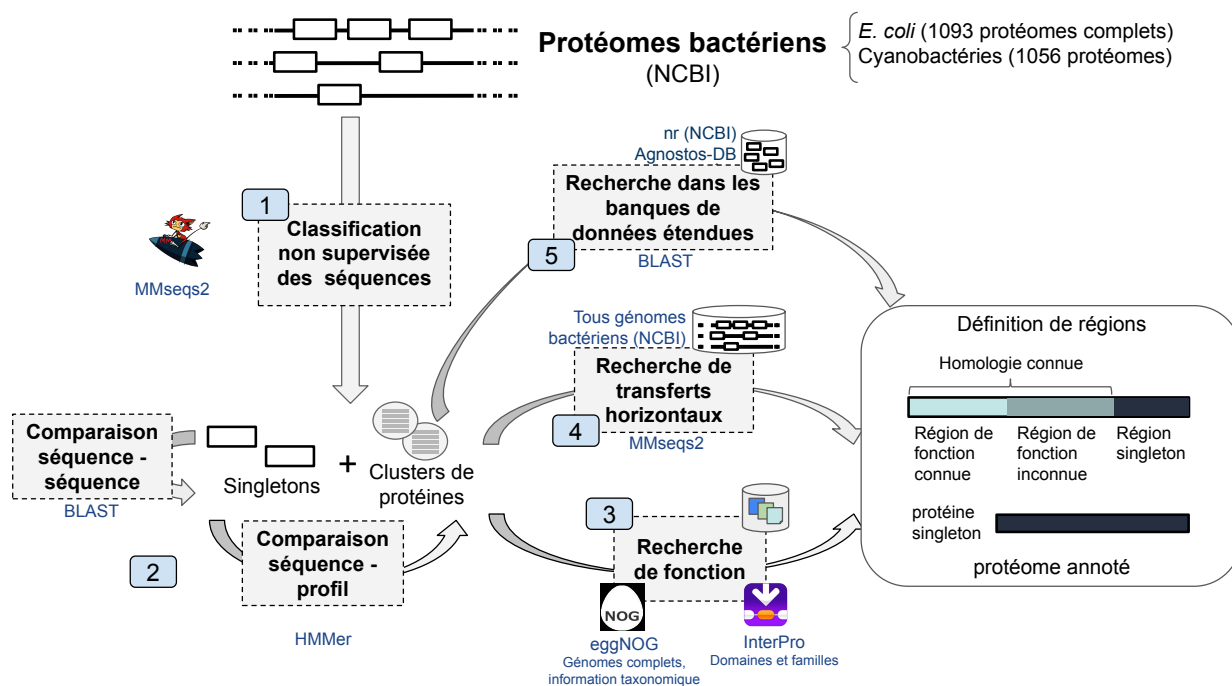 Protéomes bactériens
(NCBI)
E. coli (1093 protéomes complets)
Cyanobactéries (1056 protéomes)
1
Classification
non supervisée
des séquences
MMseqs2
nr (NCBI)
Agnostos-DB
Recherche dans les
banques de
données étendues
5
BLAST
Tous génomes
bactériens (NCBI)
Recherche de
transferts
horizontaux
4
MMseqs2
Comparaison
séquence -
séquence
BLAST
Singletons
+
Clusters de
protéines
2
Comparaison
séquence -
profil
HMMer
3
Recherche
de fonction
NOG
eggNOG
Génomes complets,
information taxonomique
InterPro
Domaines et familles
Définition de régions
Homologie connue
Région de
fonction
connue
Région de
fonction
inconnue
Région
singleton
protéine
singleton
protéome annoté